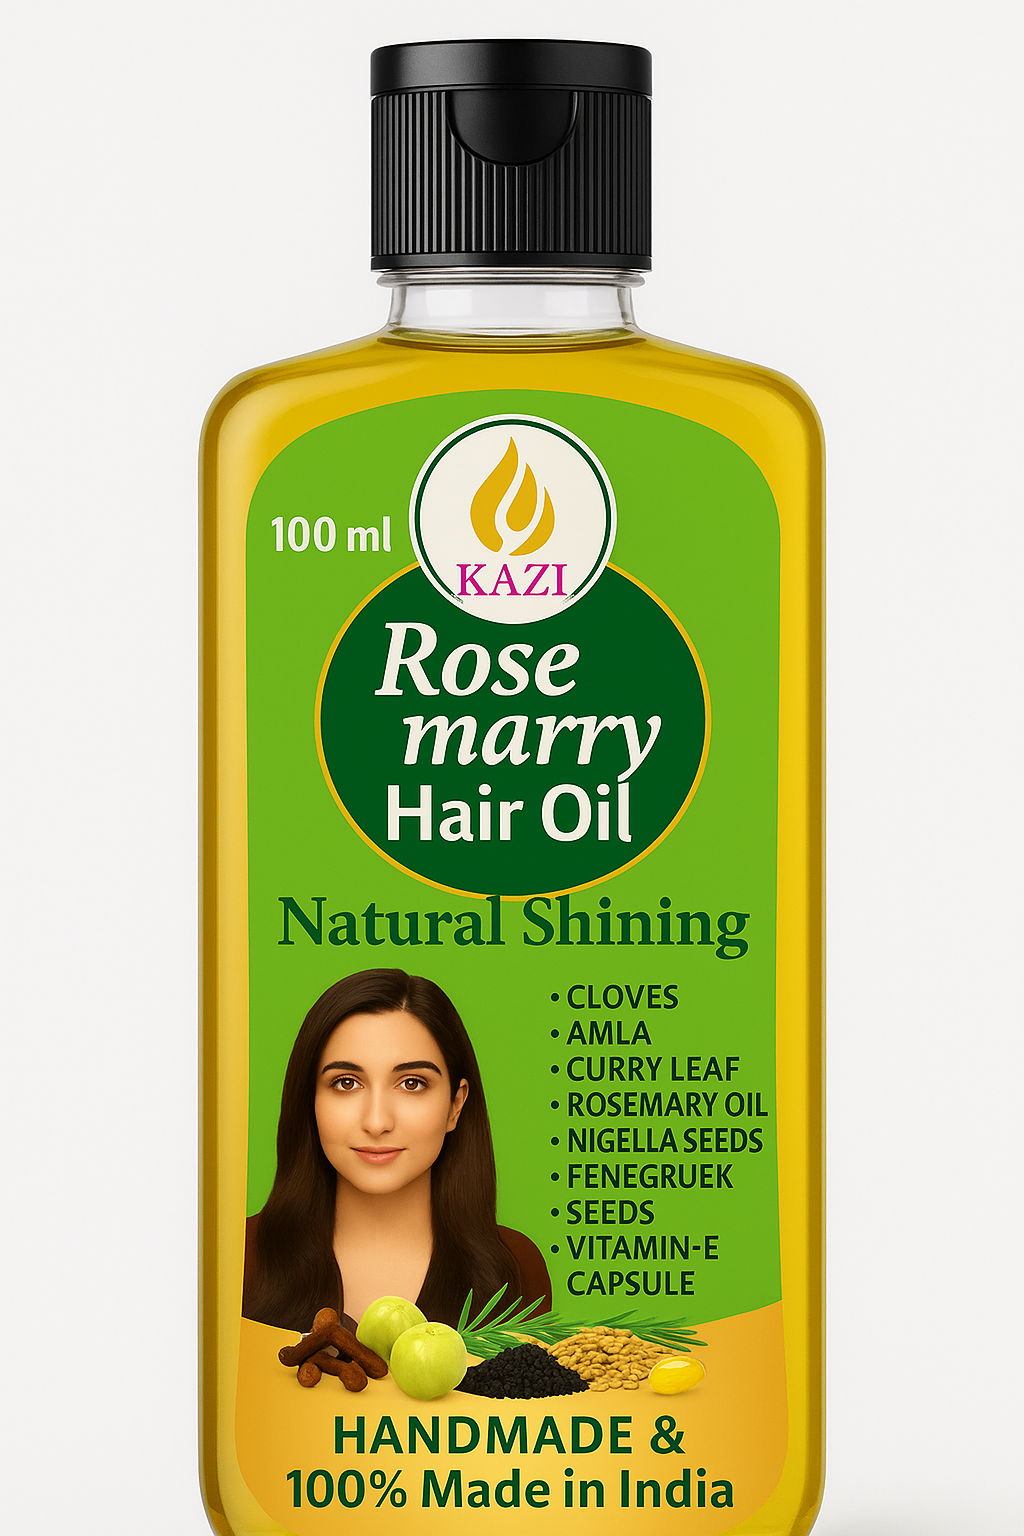 100 ml
KAZI
Rose
marry
Hair Oil
Natural Shining
• CLOVES
• AMLA
• CURRY LEAF
• ROSEMARY OIL
• NIGELLA SEEDS
• FENEGRUEK
• SEEDS
• VITAMIN-E
CAPSULE
HANDMADE &
100% Made in India